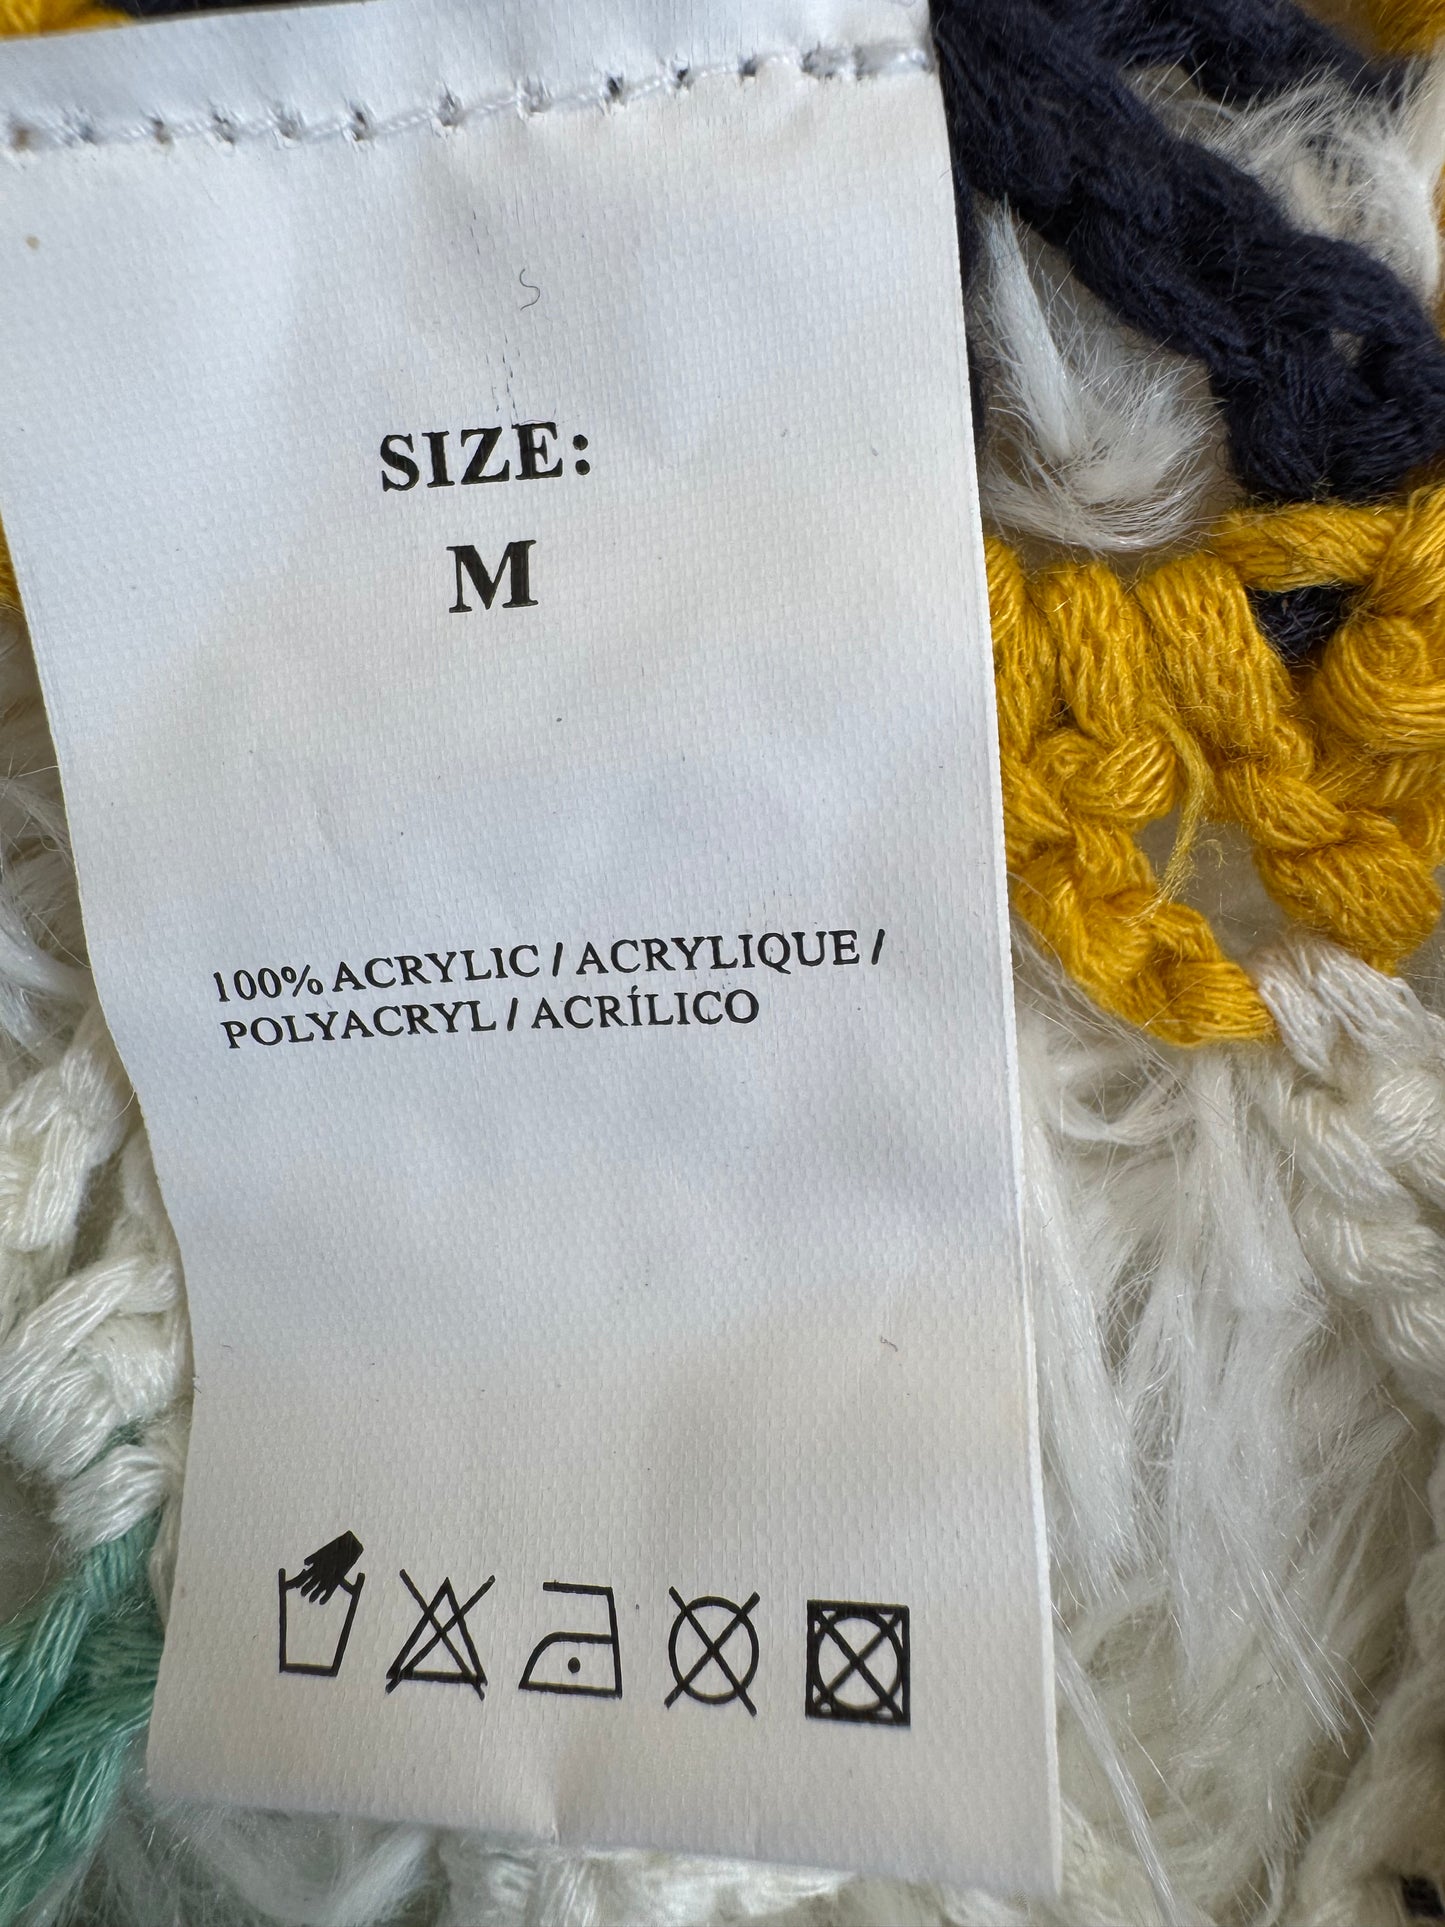 SIZE:
M
100% ACRYLIC / ACRYLIQUE /
POLYACRYL / ACRÍLICO